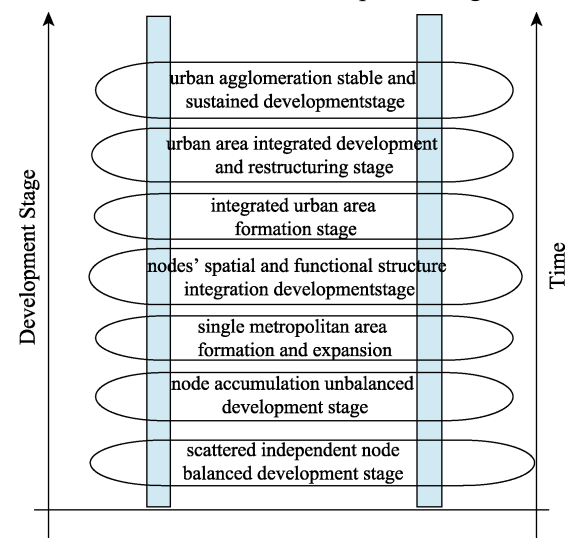 Development Stage
urban agglomeration stable and
sustained developmentstage
urban area integrated development
and restructuring stage
integrated urban area
formation stage
nodes' spatial and functional structure
integration developmentstage
single metropolitan area
formation and expansion
node accumulation unbalanced
development stage
scattered independent node
balanced development stage
Time